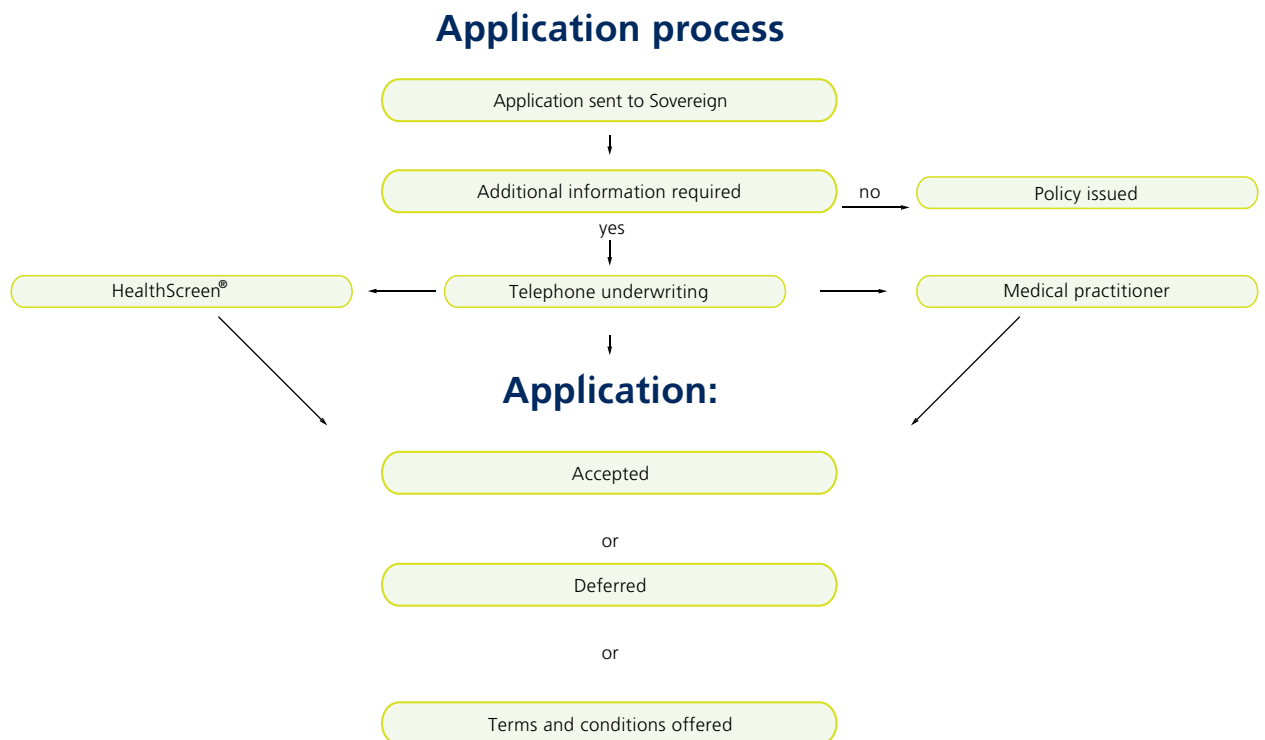 Application process
Application sent to Sovereign
Additional information required
no
Policy issued
yes
HealthScreen®
Telephone underwriting
Medical practitioner
Application:
Accepted
or
Deferred
or
Terms and conditions offered